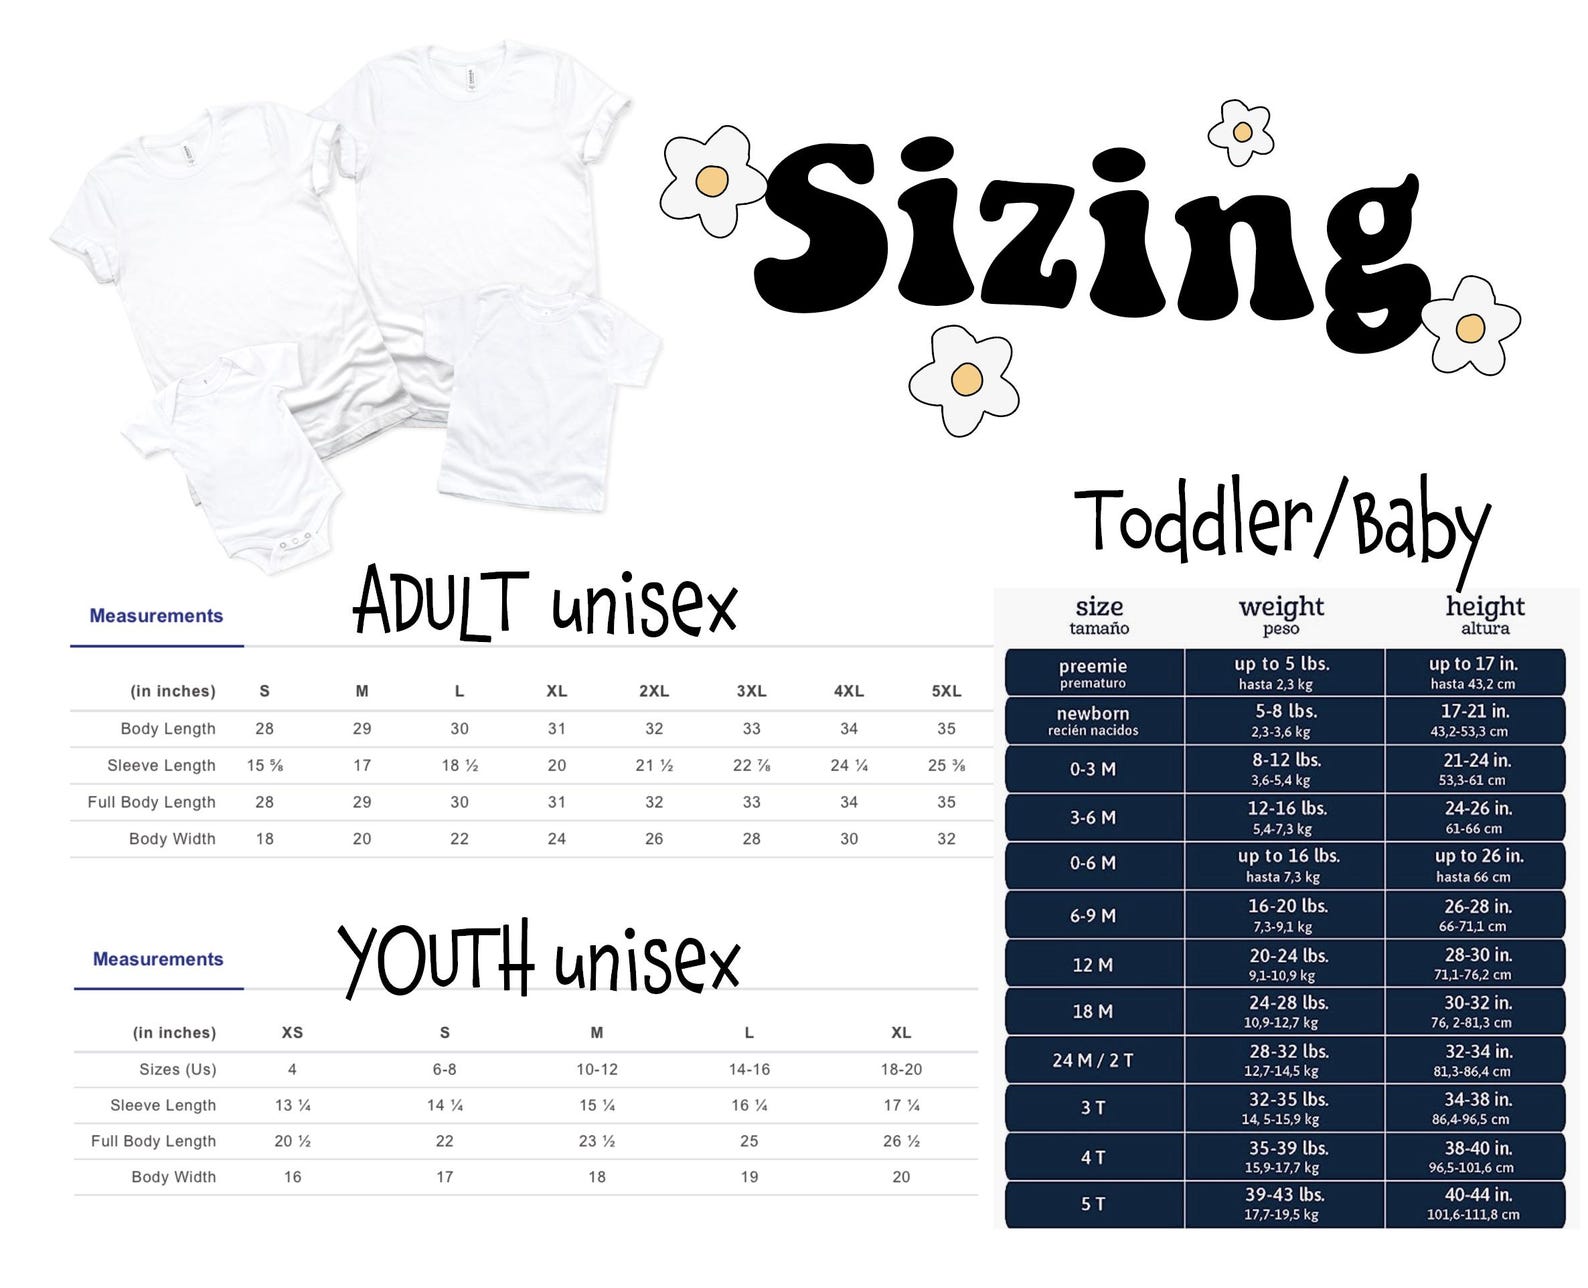 Sizing
ADULT unisex
Measurements
(in inches) S M L XL 2XL 3XL 4XL 5XL
Body Length 28 29 30 31 32 33 34 35
Sleeve Length 15 ⅝ 17 18 ½ 20 21 ½ 22 ⅞ 24 ¼ 25 ⅜
Full Body Length 28 29 30 31 32 33 34 35
Body Width 18 20 22 24 26 28 30 32
YOUTH unisex
Measurements
(in inches) XS S M L XL
Sizes (Us) 4 6-8 10-12 14-16 18-20
Sleeve Length 13 ¼ 14 ¼ 15 ¼ 16 ¼ 17 ¼
Full Body Length 20 ½ 22 23 ½ 25 26 ½
Body Width 16 17 18 19 20
Toddler/Baby
size weight height
tamaño peso altura
preemie up to 5 lbs. up to 17 in.
prematuro hasta 2,3 kg hasta 43,2 cm
newborn 5-8 lbs. 17-21 in.
recién nacidos 2,3-3,6 kg 43,2-53,3 cm
0-3 M 8-12 lbs. 21-24 in.
3,6-5,4 kg 53,3-61 cm
3-6 M 12-16 lbs. 24-26 in.
5,4-7,3 kg 61-66 cm
0-6 M up to 16 lbs. up to 26 in.
hasta 7,3 kg hasta 66 cm
6-9 M 16-20 lbs. 26-28 in.
7,3-9,1 kg 66-71,1 cm
12 M 20-24 lbs. 28-30 in.
9,1-10,9 kg 71,1-76,2 cm
18 M 24-28 lbs. 30-32 in.
10,9-12,7 kg 76, 2-81,3 cm
24 M / 2 T 28-32 lbs. 32-34 in.
12,7-14,5 kg 81,3-86,4 cm
3 T 32-35 lbs. 34-38 in.
14, 5-15,9 kg 86,4-96,5 cm
4 T 35-39 lbs. 38-40 in.
15,9-17,7 kg 96,5-101,6 cm
5 T 39-43 lbs. 40-44 in.
17,7-19,5 kg 101,6-111,8 cm